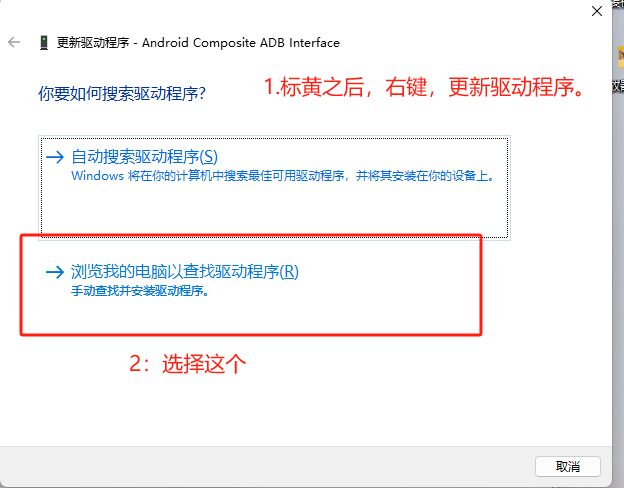 更新驱动程序 - Android Composite ADB Interface
你要如何搜索驱动程序?
1.标黄之后，右键，更新驱动程序。
自动搜索驱动程序(S)
Windows 将在你的计算机中搜索最佳可用驱动程序，并将其安装在你的设备上。
浏览我的电脑以查找驱动程序(R)
手动查找并安装驱动程序。
2：选择这个
取消